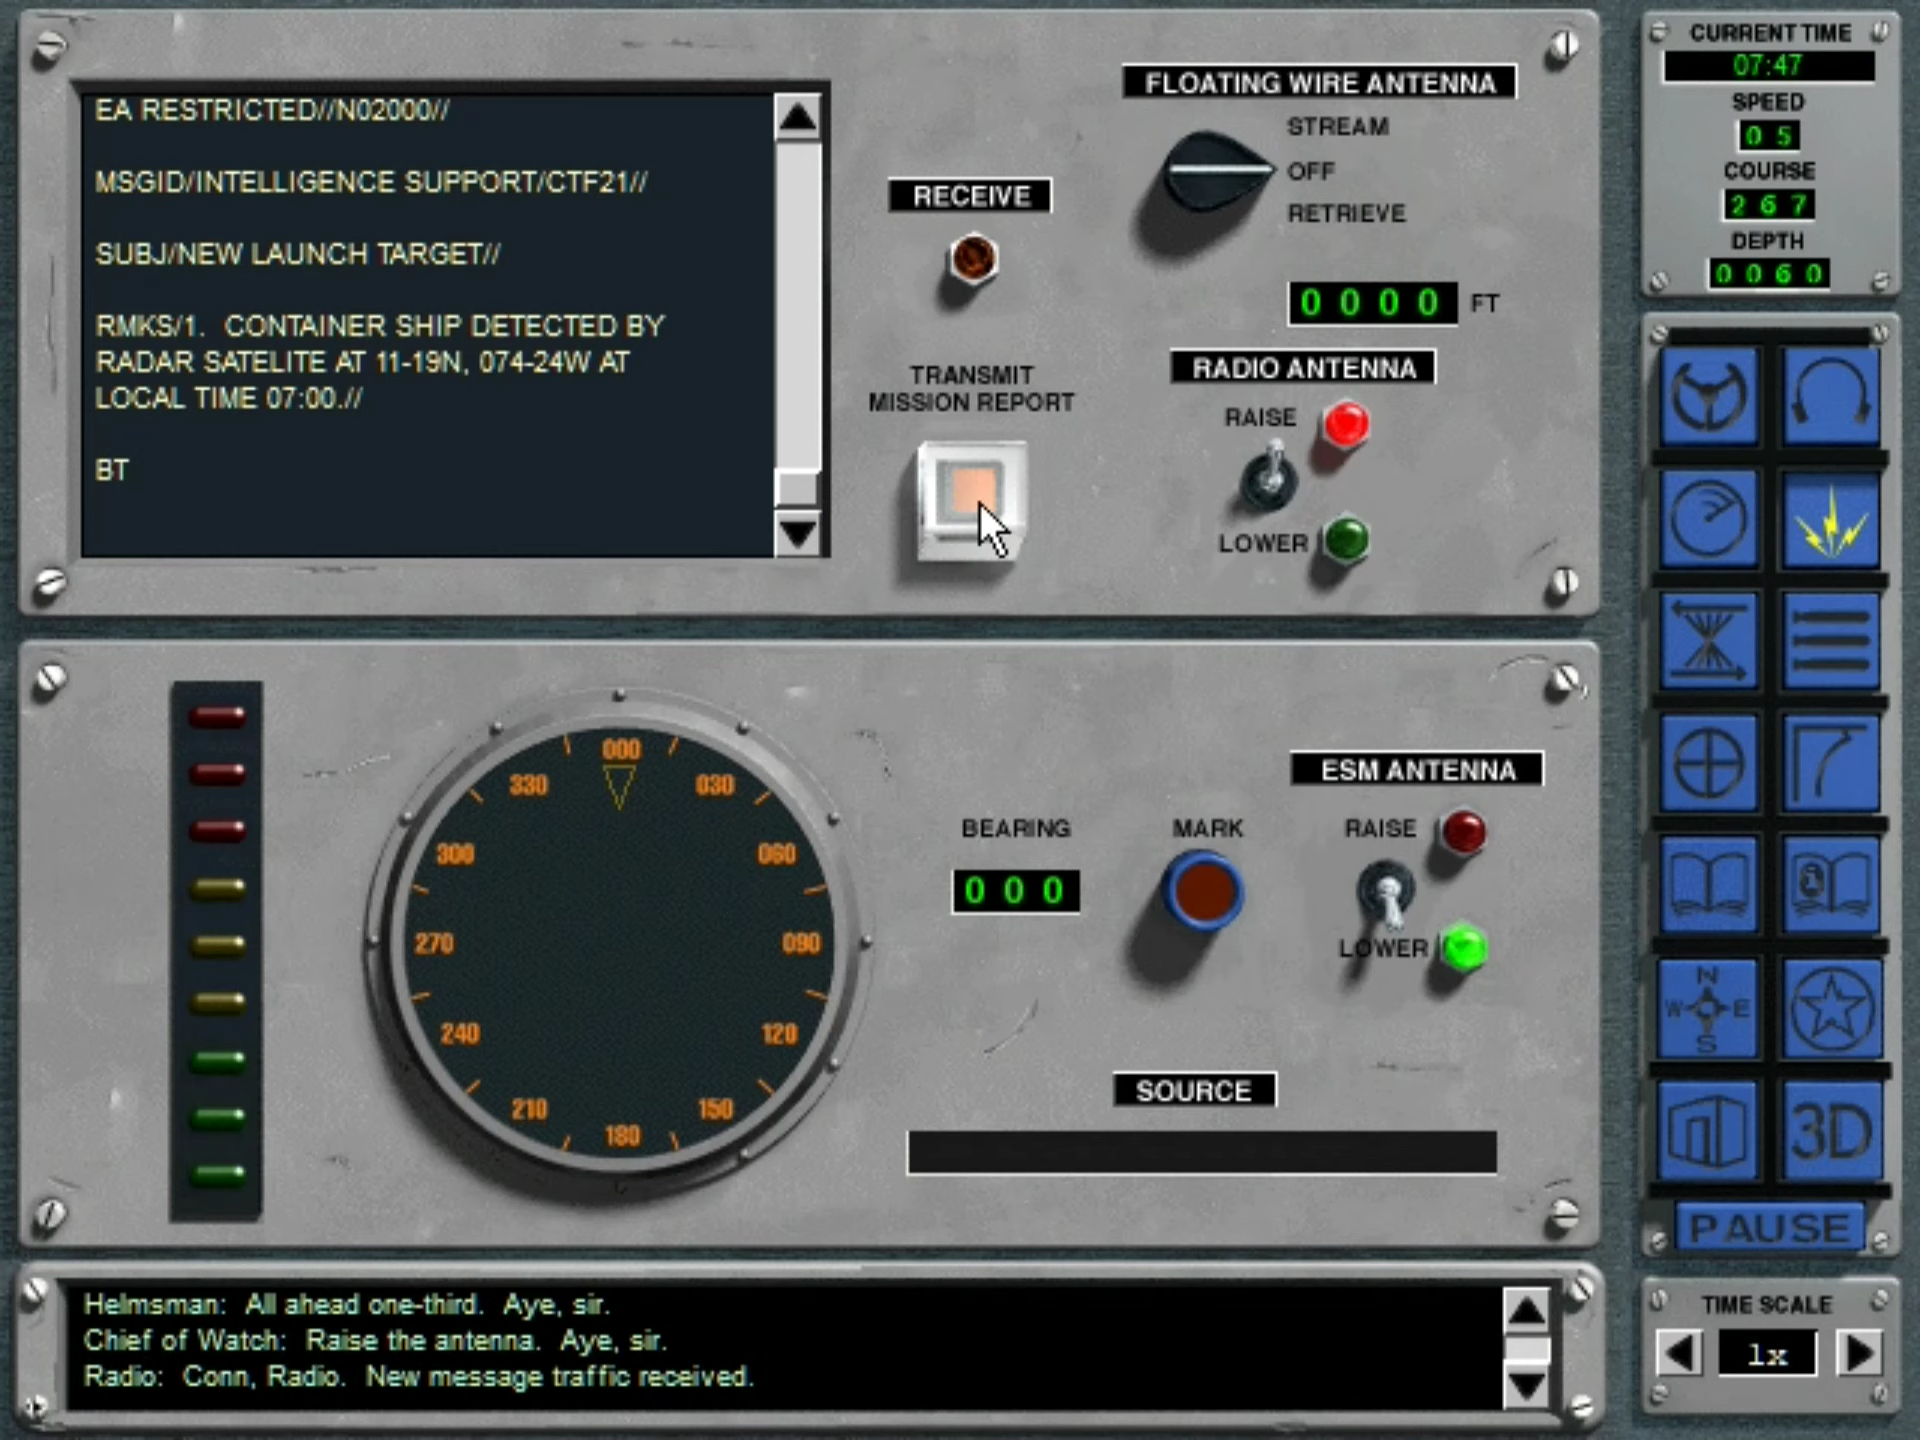 EA RESTRICTED//N02000//
MSGID/INTELLIGENCE SUPPORT/CTF21//
SUBJ/NEW LAUNCH TARGET//
RMKS/1.  CONTAINER SHIP DETECTED BY
RADAR SATELITE AT 11-19N, 074-24W AT
LOCAL TIME 07:00.//
BT
RECEIVE
TRANSMIT
MISSION REPORT
FLOATING WIRE ANTENNA
STREAM
OFF
RETRIEVE
0000 FT
RADIO ANTENNA
RAISE
LOWER
CURRENT TIME
07:47
SPEED
05
COURSE
267
DEPTH
0060
000
030
060
090
120
150
180
210
240
270
300
330
BEARING
000
MARK
ESM ANTENNA
RAISE
LOWER
SOURCE
N
W E
S
3D
PAUSE
TIME SCALE
1x
Helmsman:  All ahead one-third.  Aye, sir.
Chief of Watch:  Raise the antenna.  Aye, sir.
Radio:  Conn, Radio.  New message traffic received.